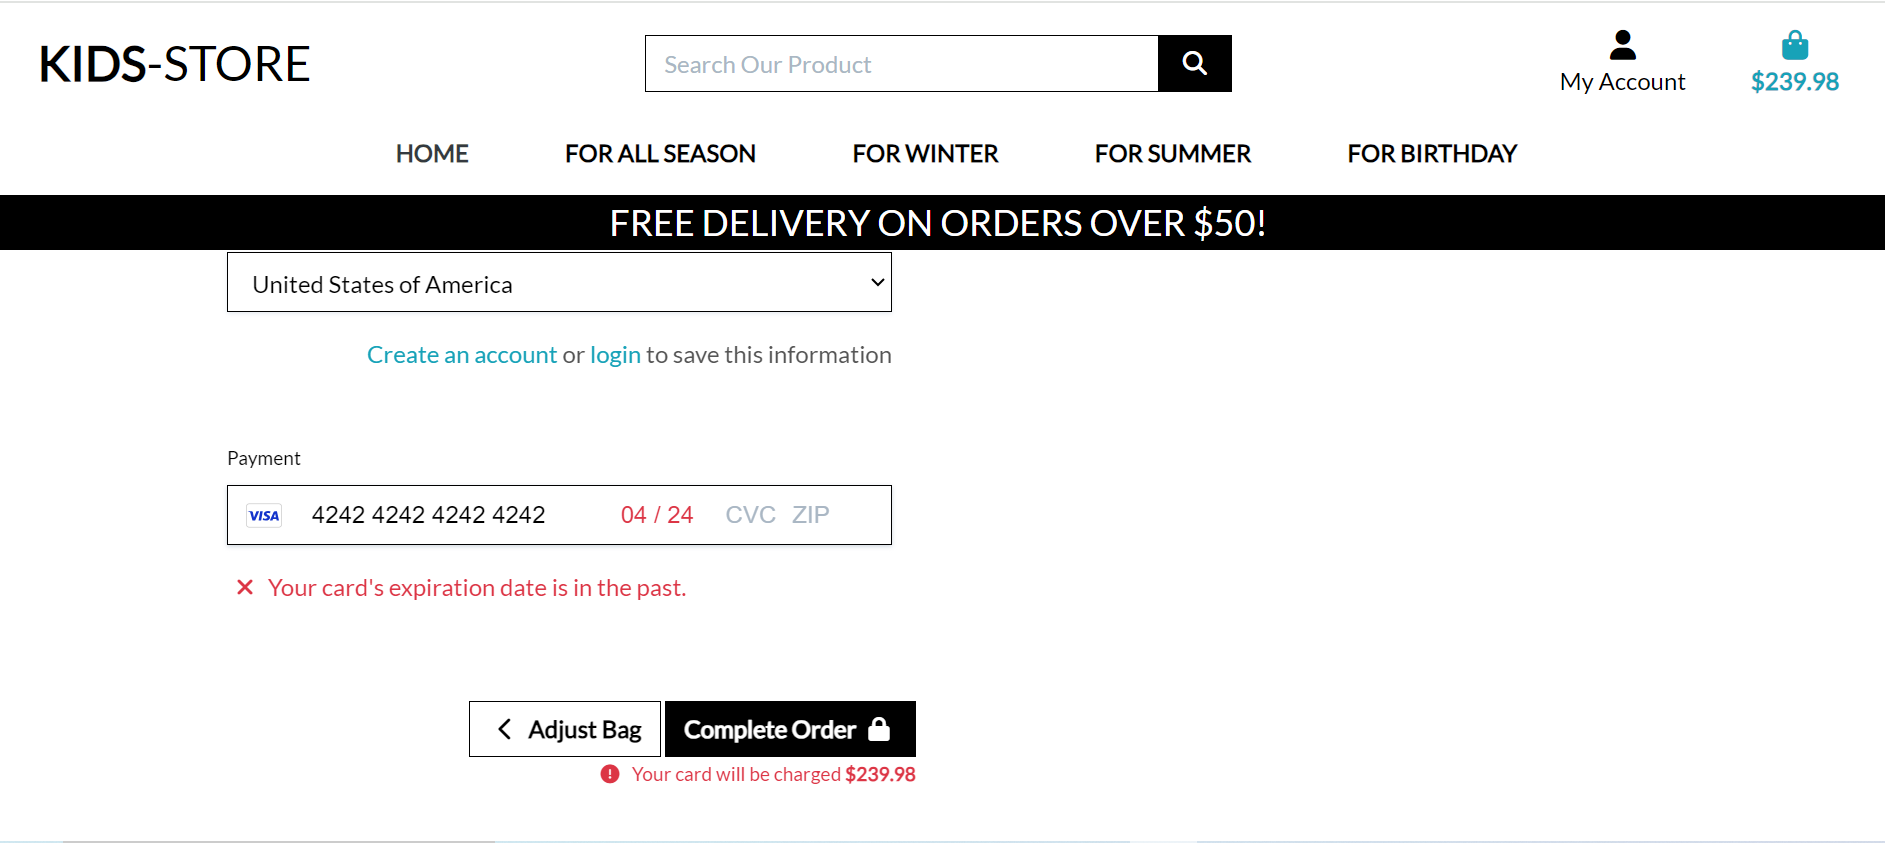 KIDS-STORE
Search Our Product
My Account
$239.98
HOME FOR ALL SEASON FOR WINTER FOR SUMMER FOR BIRTHDAY
FREE DELIVERY ON ORDERS OVER $50!
United States of America
Create an account or login to save this information
Payment
VISA 4242 4242 4242 4242 04 / 24 CVC ZIP
Your card's expiration date is in the past.
Adjust Bag Complete Order
Your card will be charged $239.98